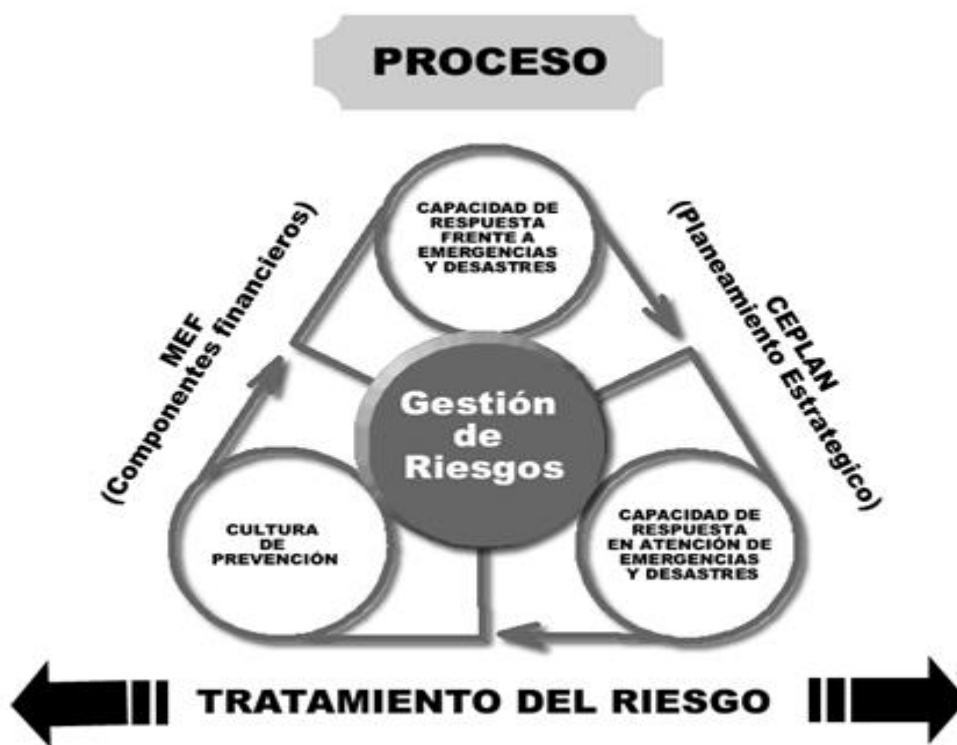 PROCESO
CAPACIDAD DE
RESPUESTA
FRENTE A
EMERGENCIAS
Y DESASTRES
MEF
(Componentes financieros)
CEPLAN
(Planeamiento Estrategico)
Gestión
de
Riesgos
CULTURA
DE
PREVENCIÓN
CAPACIDAD DE
RESPUESTA
EN ATENCIÓN DE
EMERGENCIAS
Y DESASTRES
TRATAMIENTO DEL RIESGO